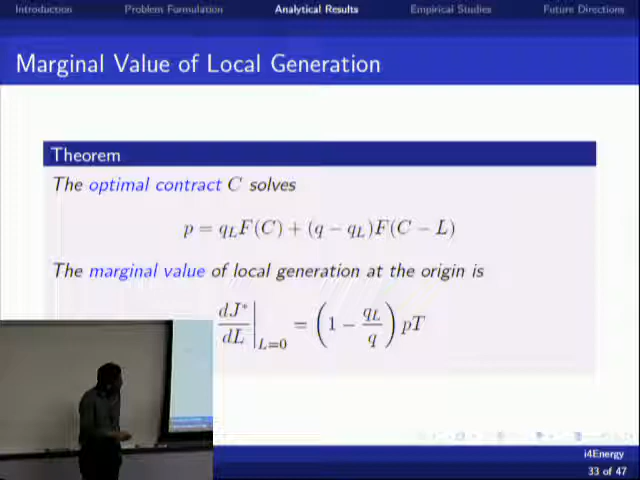 Introduction Problem Formulation Analytical Results Empirical Studies Future Directions
Marginal Value of Local Generation
Theorem
The optimal contract C solves
p = q_L F(C) + (q − q_L)F(C − L)
The marginal value of local generation at the origin is
dJ*/dL |_{L=0} = (1 − q_L/q) pT
i4Energy
33 of 47